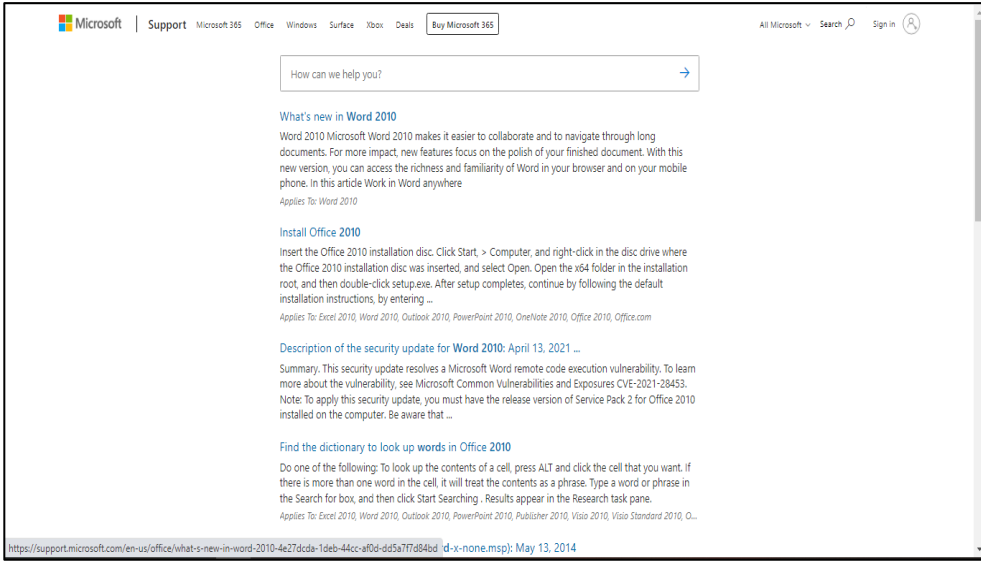 Microsoft | Support Microsoft 365 Office Windows Surface Xbox Deals Buy Microsoft 365 All Microsoft Search Sign in
How can we help you?
What's new in Word 2010
Word 2010 Microsoft Word 2010 makes it easier to collaborate and to navigate through long
documents. For more impact, new features focus on the polish of your finished document. With this
new version, you can access the richness and familiarity of Word in your browser and on your mobile
phone. In this article Work in Word anywhere
Applies To: Word 2010
Install Office 2010
Insert the Office 2010 installation disc. Click Start, > Computer, and right-click in the disc drive where
the Office 2010 installation disc was inserted, and select Open. Open the x64 folder in the installation
root, and then double-click setup.exe. After setup completes, continue by following the default
installation instructions, by entering ...
Applies To: Excel 2010, Word 2010, Outlook 2010, PowerPoint 2010, OneNote 2010, Office 2010, Office.com
Description of the security update for Word 2010: April 13, 2021 ...
Summary. This security update resolves a Microsoft Word remote code execution vulnerability. To learn
more about the vulnerability, see Microsoft Common Vulnerabilities and Exposures CVE-2021-28453.
Note: To apply this security update, you must have the release version of Service Pack 2 for Office 2010
installed on the computer. Be aware that ...
Find the dictionary to look up words in Office 2010
Do one of the following: To look up the contents of a cell, press ALT and click the cell that you want. If
there is more than one word in the cell, it will treat the contents as a phrase. Type a word or phrase in
the Search for box, and then click Start Searching . Results appear in the Research task pane.
Applies To: Excel 2010, Word 2010, Outlook 2010, PowerPoint 2010, Publisher 2010, Visio 2010, Visio Standard 2010, O...
https://support.microsoft.com/en-us/office/what-s-new-in-word-2010-4e27dcda-1deb-44cc-af0d-dd5a7f7d84bd d-x-none.msp): May 13, 2014